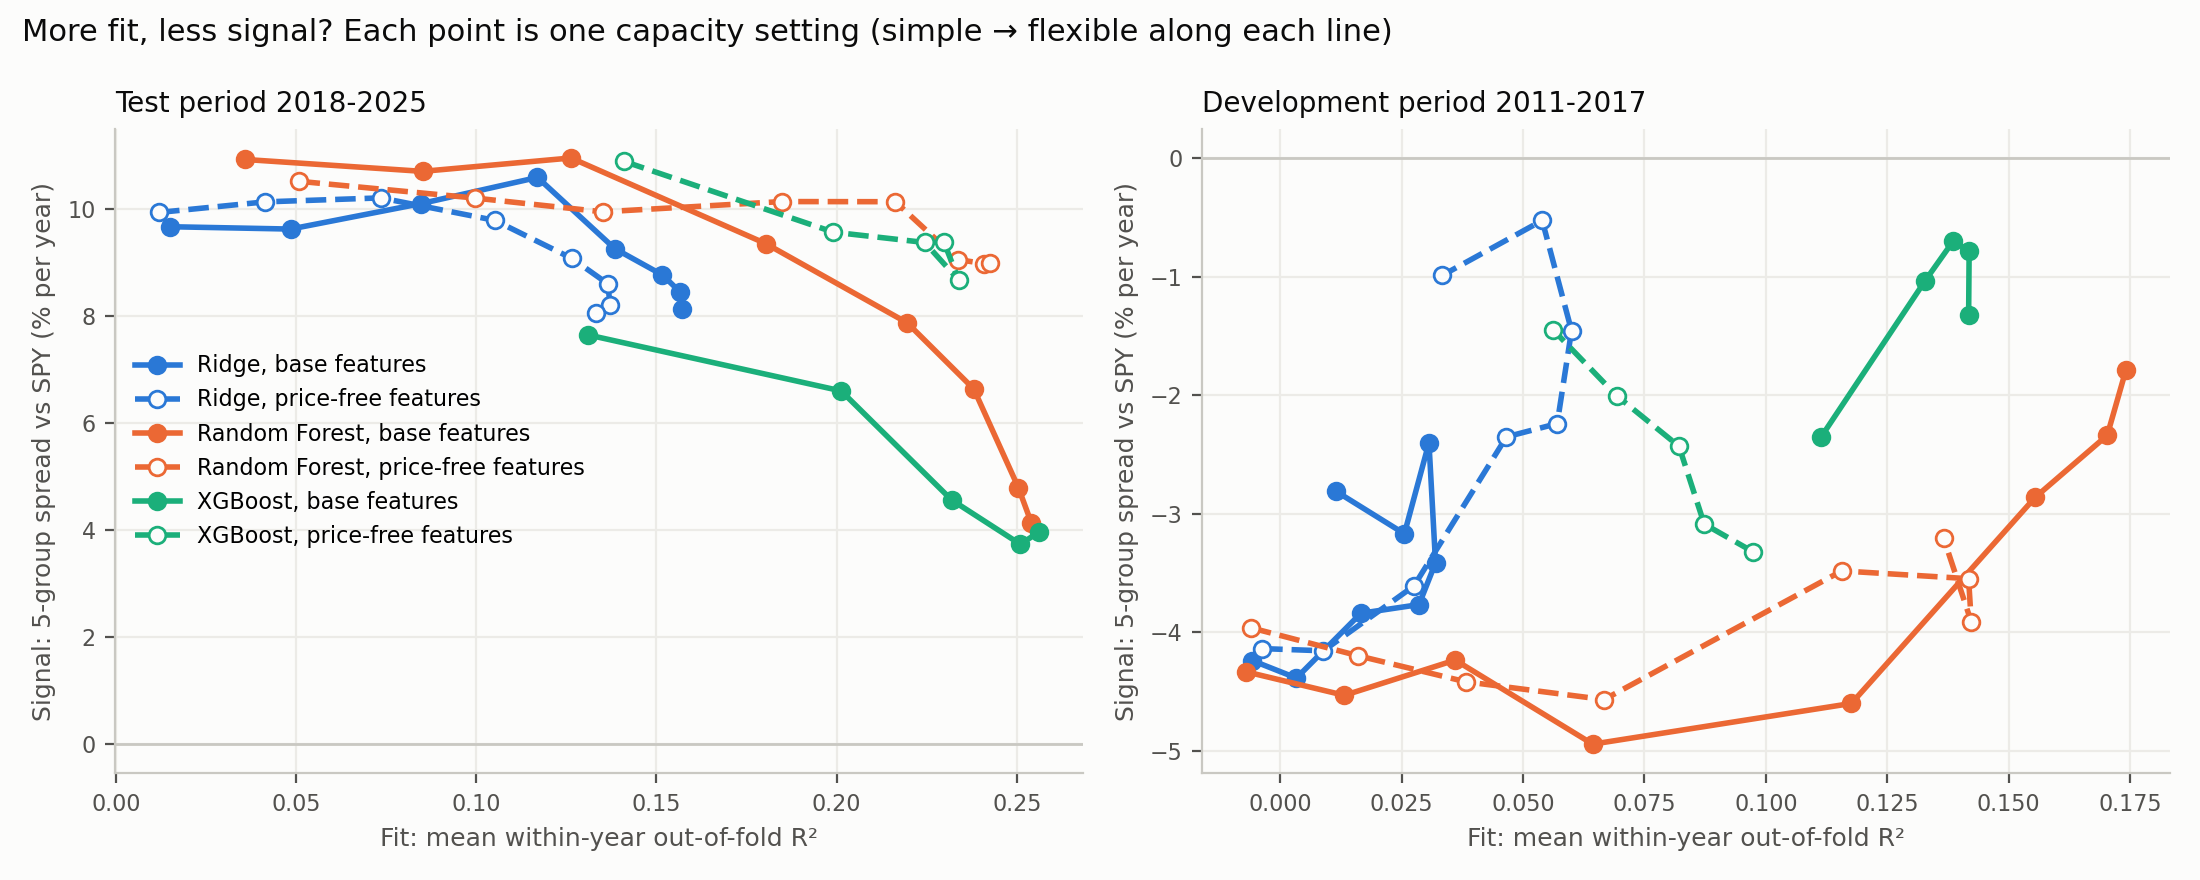 More fit, less signal? Each point is one capacity setting (simple → flexible along each line)
Test period 2018-2025
Signal: 5-group spread vs SPY (% per year)
10
8
6
4
2
0
Ridge, base features
Ridge, price-free features
Random Forest, base features
Random Forest, price-free features
XGBoost, base features
XGBoost, price-free features
0.00 0.05 0.10 0.15 0.20 0.25
Fit: mean within-year out-of-fold R²
Development period 2011-2017
Signal: 5-group spread vs SPY (% per year)
0
−1
−2
−3
−4
−5
0.000 0.025 0.050 0.075 0.100 0.125 0.150 0.175
Fit: mean within-year out-of-fold R²